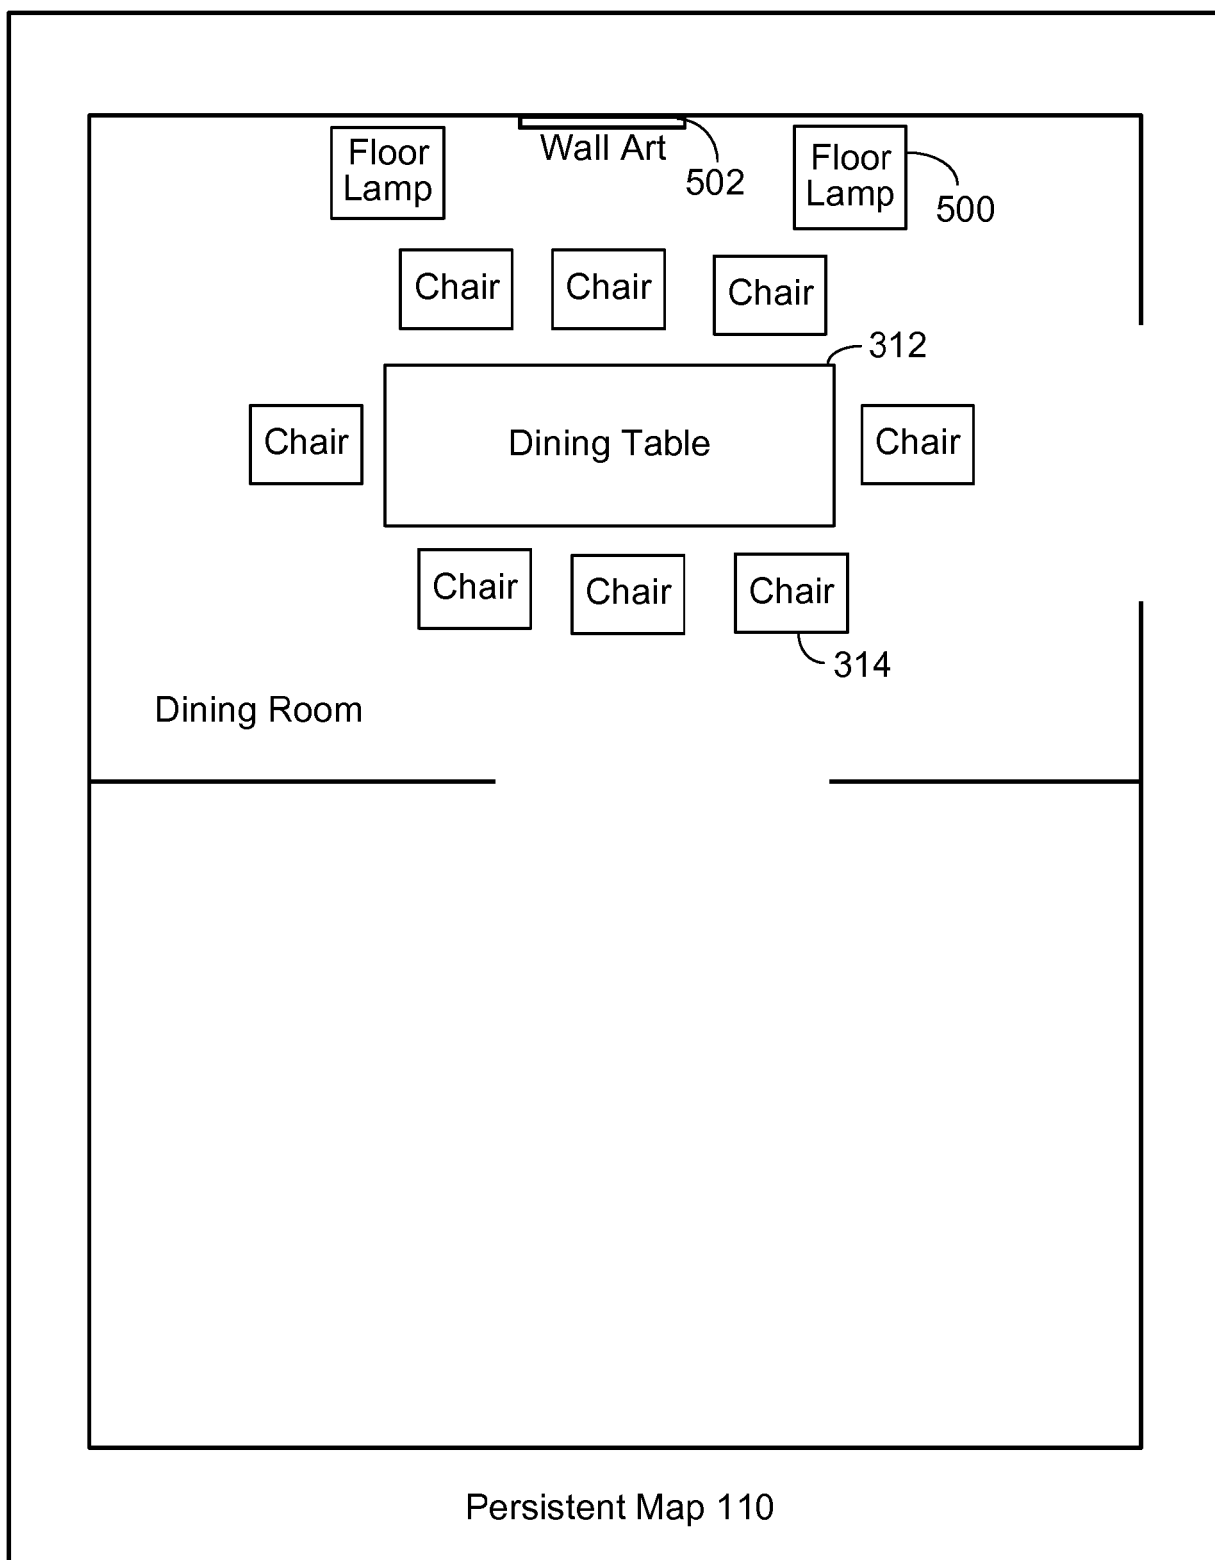 Floor
Lamp
Wall Art
502
Floor
Lamp
500
Chair
Chair
Chair
312
Chair
Dining Table
Chair
Chair
Chair
Chair
314
Dining Room
Persistent Map 110